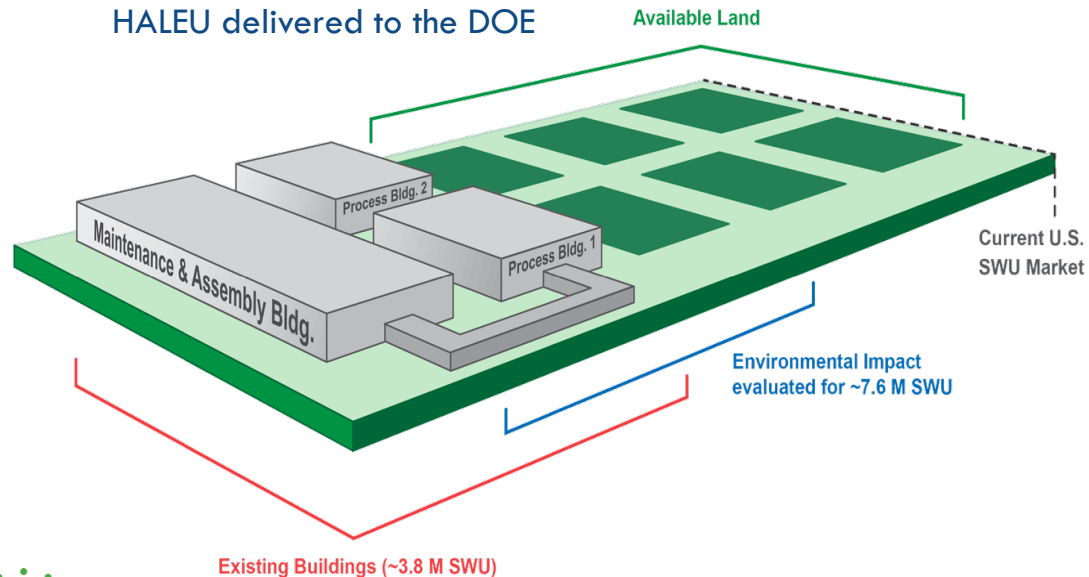 HALEU delivered to the DOE
Available Land
Process Bldg. 2
Process Bldg. 1
Maintenance & Assembly Bldg.
Current U.S.
SWU Market
Environmental Impact
evaluated for ~7.6 M SWU
Existing Buildings (~3.8 M SWU)